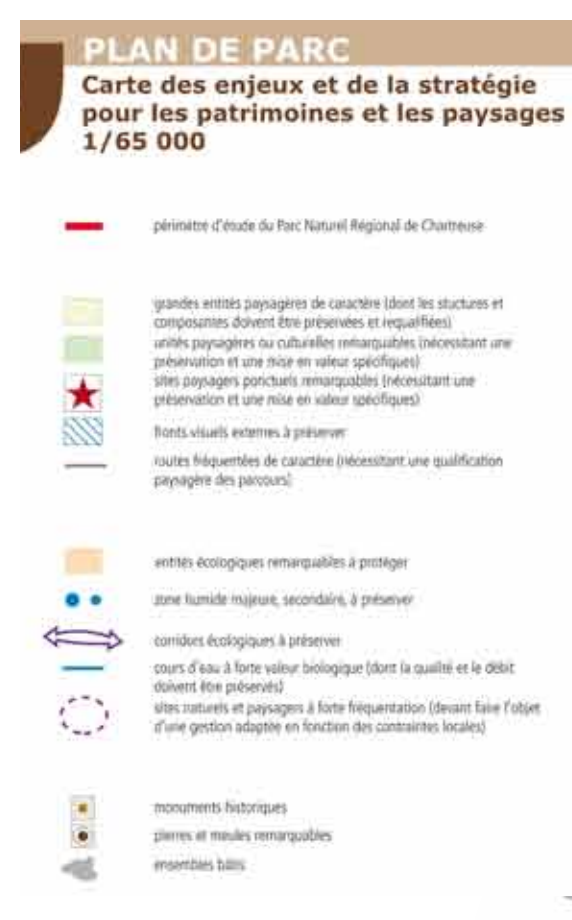 PLAN DE PARC
Carte des enjeux et de la stratégie
pour les patrimoines et les paysages
1/65 000
périmètre d'étude du Parc Naturel Régional de Chartreuse
grandes entités paysagères de caractère (dont les stuctures et
composantes doivent être préservées et requalifiées)
unités paysagères ou culturelles remarquables (nécessitant une
préservation et une mise en valeur spécifiques)
sites paysagers ponctuels remarquables (nécessitant une
préservation et une mise en valeur spécifiques)
fronts visuels externes à préserver
routes fréquentées de caractère (nécessitant une qualification
paysagère des parcours)
entités écologiques remarquables à protéger
zone humide majeure, secondaire, à préserver
corridors écologiques à préserver
cours d'eau à forte valeur biologique (dont la qualité et le débit
doivent être préservés)
sites naturels et paysagers à forte fréquentation (devant faire l'objet
d'une gestion adaptée en fonction des contraintes locales)
monuments historiques
pierres et meules remarquables
ensembles bâtis